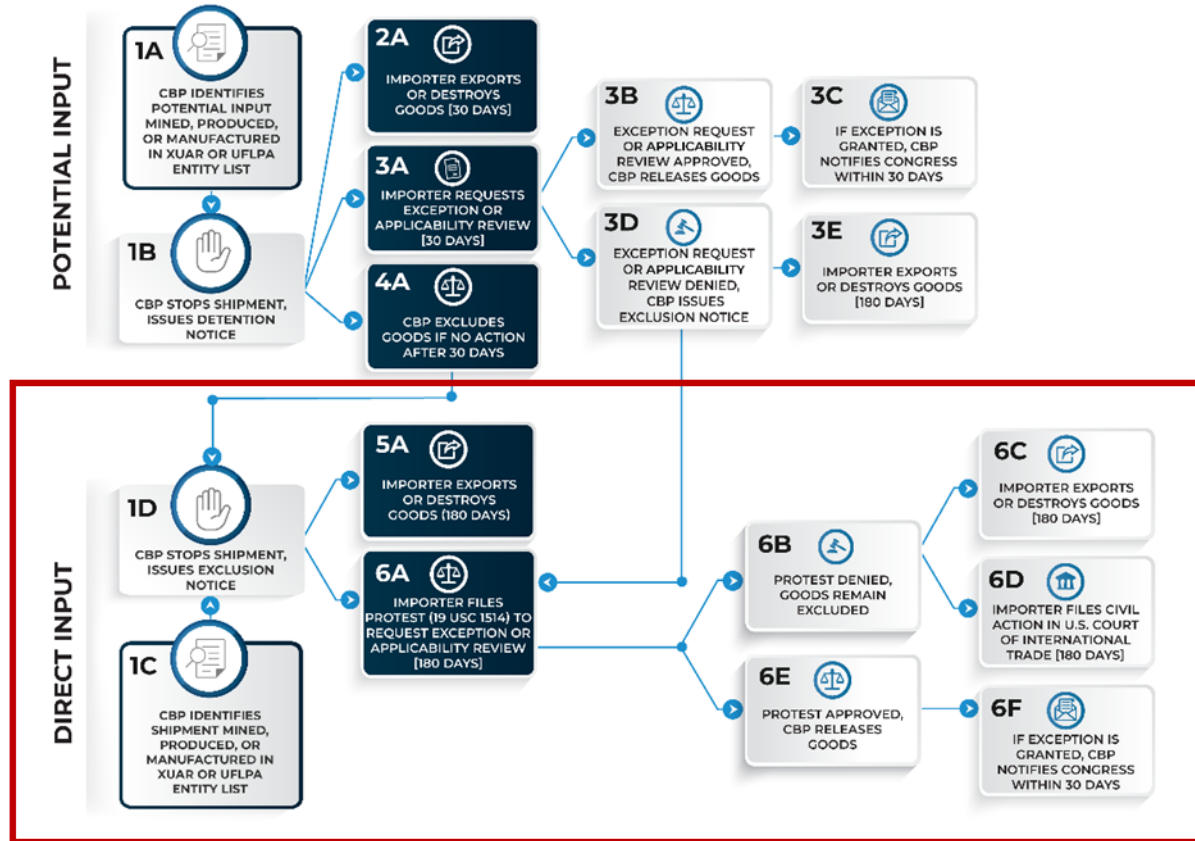 POTENTIAL INPUT
1A
CBP IDENTIFIES
POTENTIAL INPUT
MINED, PRODUCED,
OR MANUFACTURED
IN XUAR OR UFLPA
ENTITY LIST
1B
CBP STOPS SHIPMENT,
ISSUES DETENTION
NOTICE
2A
IMPORTER EXPORTS
OR DESTROYS
GOODS [30 DAYS]
3A
IMPORTER REQUESTS
EXCEPTION OR
APPLICABILITY REVIEW
[30 DAYS]
4A
CBP EXCLUDES
GOODS IF NO ACTION
AFTER 30 DAYS
3B
EXCEPTION REQUEST
OR APPLICABILITY
REVIEW APPROVED,
CBP RELEASES GOODS
3C
IF EXCEPTION IS
GRANTED, CBP
NOTIFIES CONGRESS
WITHIN 30 DAYS
3D
EXCEPTION REQUEST
OR APPLICABILITY
REVIEW DENIED,
CBP ISSUES
EXCLUSION NOTICE
3E
IMPORTER EXPORTS
OR DESTROYS GOODS
[180 DAYS]
DIRECT INPUT
1D
CBP STOPS SHIPMENT,
ISSUES EXCLUSION
NOTICE
1C
CBP IDENTIFIES
SHIPMENT MINED,
PRODUCED, OR
MANUFACTURED IN
XUAR OR UFLPA
ENTITY LIST
5A
IMPORTER EXPORTS
OR DESTROYS
GOODS (180 DAYS)
6A
IMPORTER FILES
PROTEST (19 USC 1514) TO
REQUEST EXCEPTION OR
APPLICABILITY REVIEW
[180 DAYS]
6B
PROTEST DENIED,
GOODS REMAIN
EXCLUDED
6C
IMPORTER EXPORTS
OR DESTROYS GOODS
[180 DAYS]
6D
IMPORTER FILES CIVIL
ACTION IN U.S. COURT
OF INTERNATIONAL
TRADE [180 DAYS]
6E
PROTEST APPROVED,
CBP RELEASES
GOODS
6F
IF EXCEPTION IS
GRANTED, CBP
NOTIFIES CONGRESS
WITHIN 30 DAYS